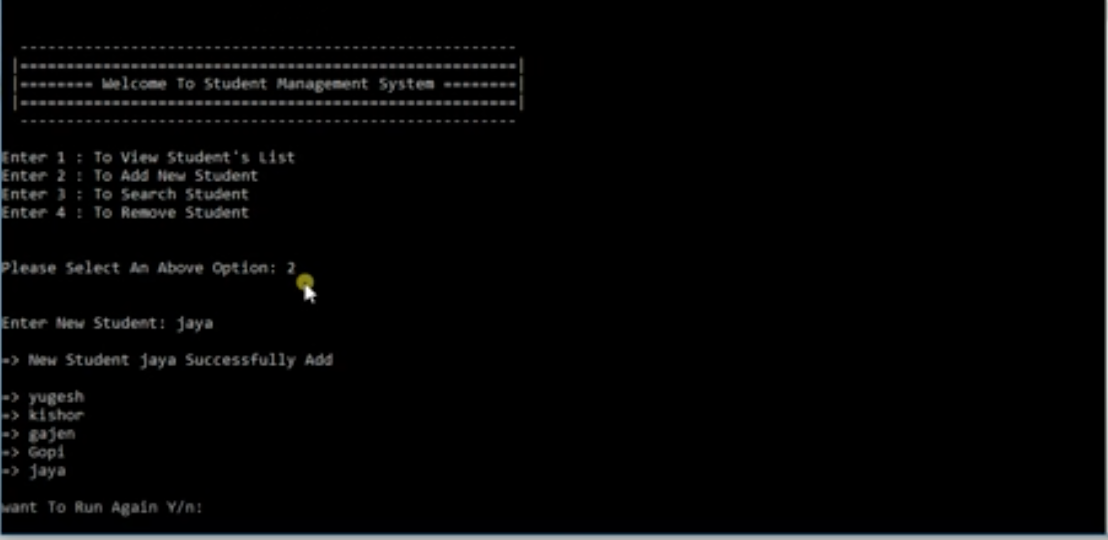 --------------------------------------------------------
|======================================================|
|======== Welcome To Student Management System ========|
|======================================================|
--------------------------------------------------------
Enter 1 : To View Student's List
Enter 2 : To Add New Student
Enter 3 : To Search Student
Enter 4 : To Remove Student
Please Select An Above Option: 2
Enter New Student: jaya
=> New Student jaya Successfully Add
=> yugesh
=> kishor
=> gajen
=> Gopi
=> jaya
want To Run Again Y/n: